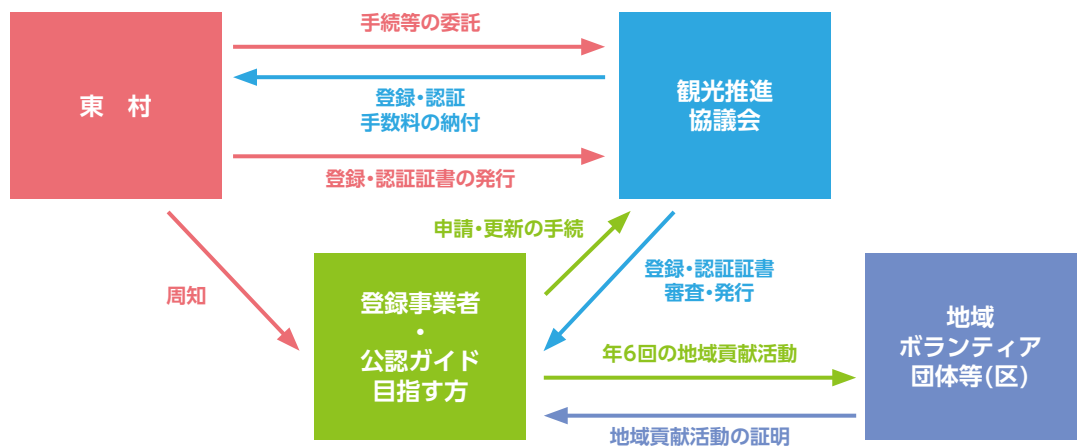 手続等の委託
東　村
観光推進
協議会
登録・認証
手数料の納付
登録・認証証書の発行
申請・更新の手続
周知
登録・認証証書
審査・発行
登録事業者
・
公認ガイド
目指す方
年6回の地域貢献活動
地域
ボランティア
団体等(区)
地域貢献活動の証明